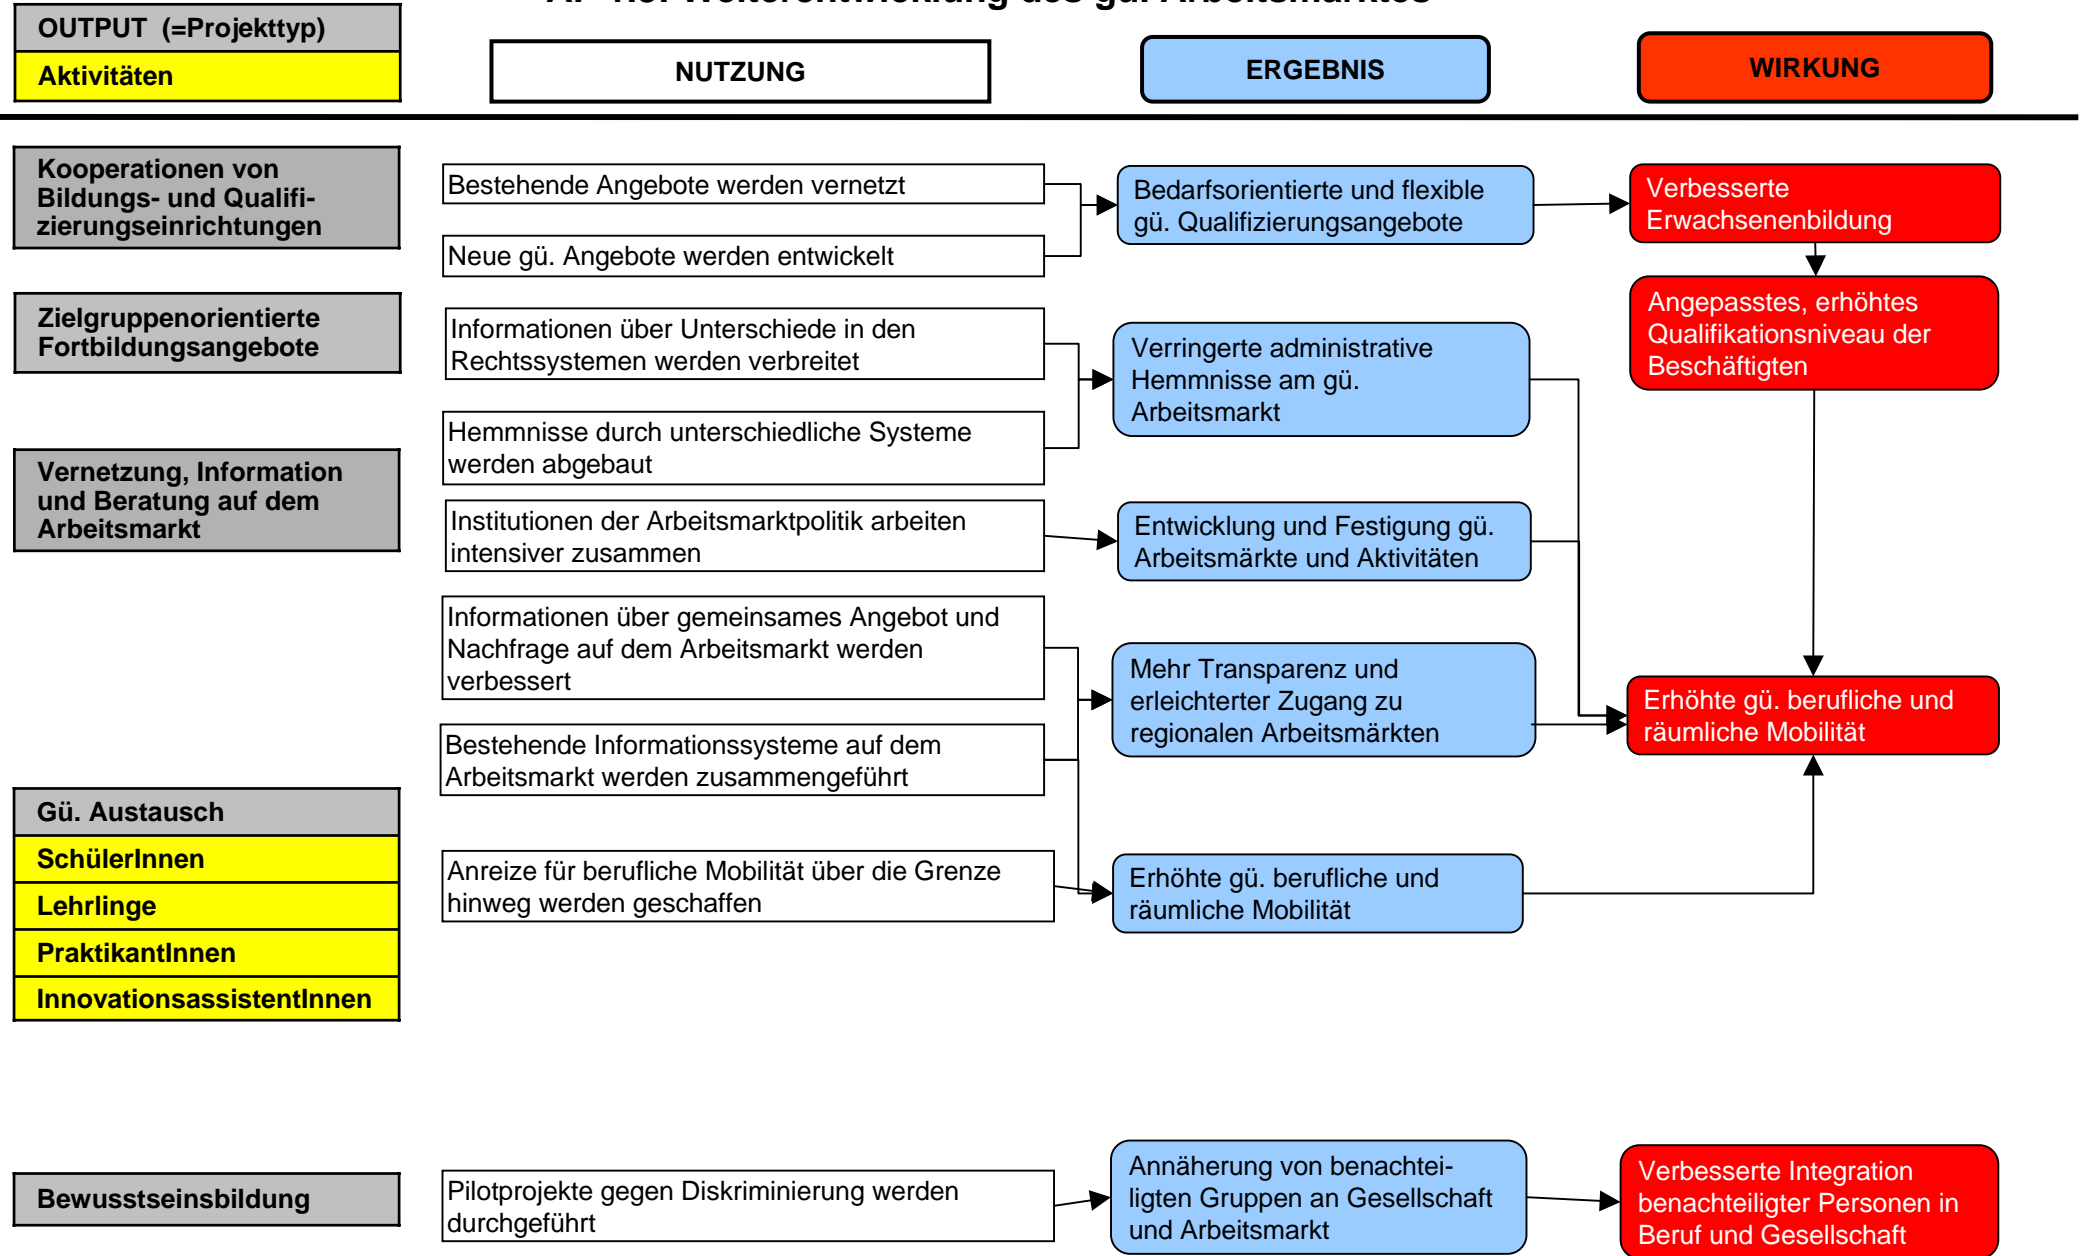 Weiterentwicklung des gü. Arbeitsmarktes
OUTPUT (=Projekttyp)
Aktivitäten
NUTZUNG
ERGEBNIS
WIRKUNG
Kooperationen von
Bildungs- und Qualifi-
zierungseinrichtungen
Bestehende Angebote werden vernetzt
Neue gü. Angebote werden entwickelt
Bedarfsorientierte und flexible
gü. Qualifizierungsangebote
Verbesserte
Erwachsenenbildung
Zielgruppenorientierte
Fortbildungsangebote
Informationen über Unterschiede in den
Rechtssystemen werden verbreitet
Hemmnisse durch unterschiedliche Systeme
werden abgebaut
Verringerte administrative
Hemmnisse am gü.
Arbeitsmarkt
Angepasstes, erhöhtes
Qualifikationsniveau der
Beschäftigten
Vernetzung, Information
und Beratung auf dem
Arbeitsmarkt
Institutionen der Arbeitsmarktpolitik arbeiten
intensiver zusammen
Entwicklung und Festigung gü.
Arbeitsmärkte und Aktivitäten
Informationen über gemeinsames Angebot und
Nachfrage auf dem Arbeitsmarkt werden
verbessert
Bestehende Informationssysteme auf dem
Arbeitsmarkt werden zusammengeführt
Mehr Transparenz und
erleichterter Zugang zu
regionalen Arbeitsmärkten
Erhöhte gü. berufliche und
räumliche Mobilität
Gü. Austausch
SchülerInnen
Lehrlinge
PraktikantInnen
InnovationsassistentInnen
Anreize für berufliche Mobilität über die Grenze
hinweg werden geschaffen
Erhöhte gü. berufliche und
räumliche Mobilität
Bewusstseinsbildung
Pilotprojekte gegen Diskriminierung werden
durchgeführt
Annäherung von benachtei-
ligten Gruppen an Gesellschaft
und Arbeitsmarkt
Verbesserte Integration
benachteiligter Personen in
Beruf und Gesellschaft